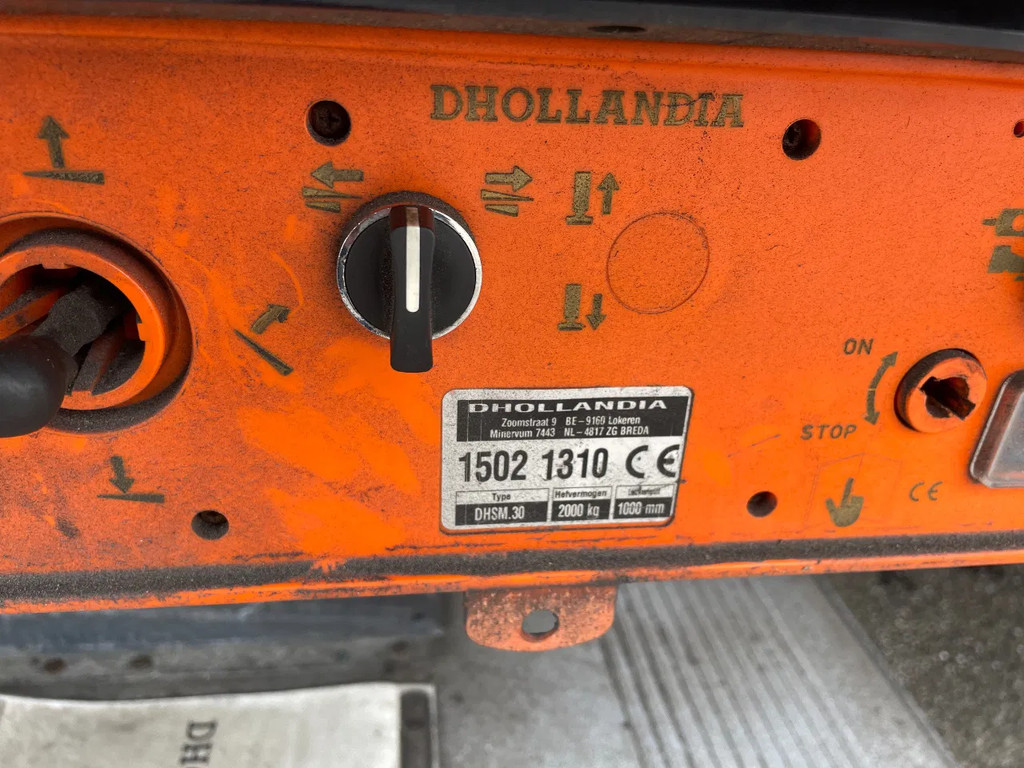 DHOLLANDIA
ON
STOP
CE
DHOLLANDIA
Zoomstraat 9 BE-9160 Lokeren
Minervum 7443 NL-4817 ZG BREDA
1502 1310 CE
Type Hefvermogen
DHSM.30 2000 kg 1000 mm
DH